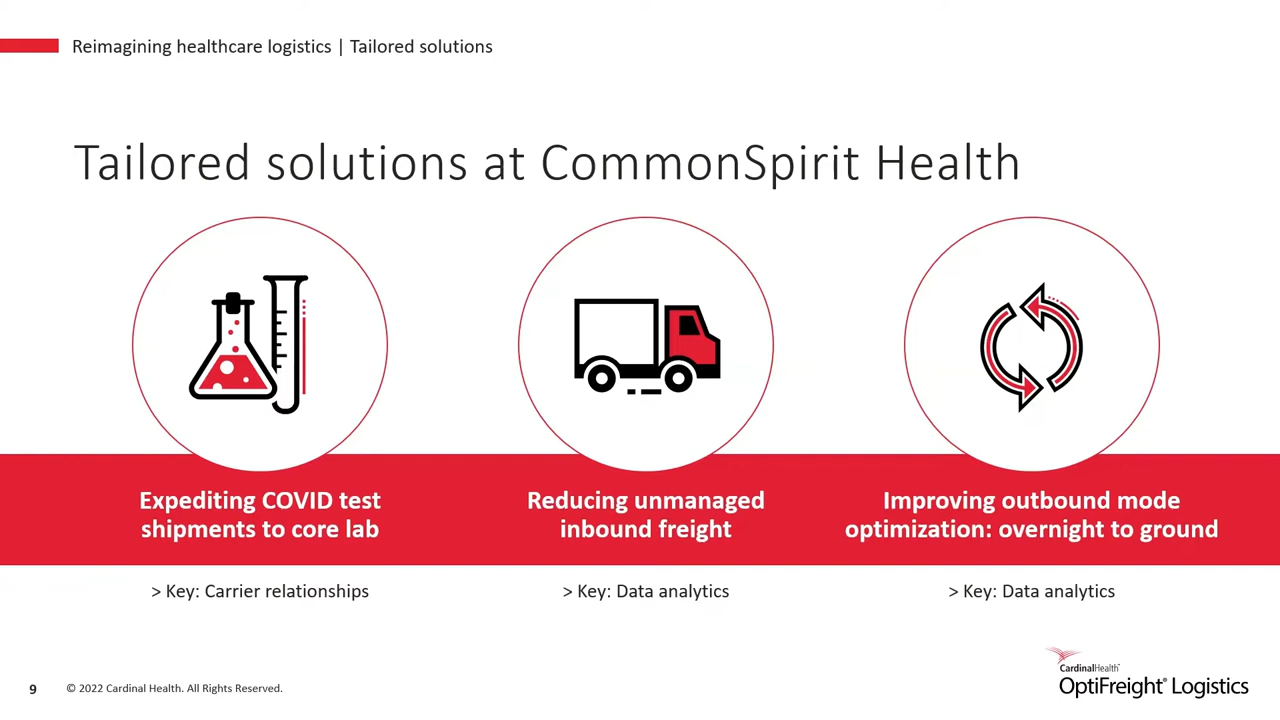 Reimagining healthcare logistics | Tailored solutions
Tailored solutions at CommonSpirit Health
Expediting COVID test
shipments to core lab
> Key: Carrier relationships
Reducing unmanaged
inbound freight
> Key: Data analytics
Improving outbound mode
optimization: overnight to ground
> Key: Data analytics
9
© 2022 Cardinal Health. All Rights Reserved.
CardinalHealth™
OptiFreight® Logistics